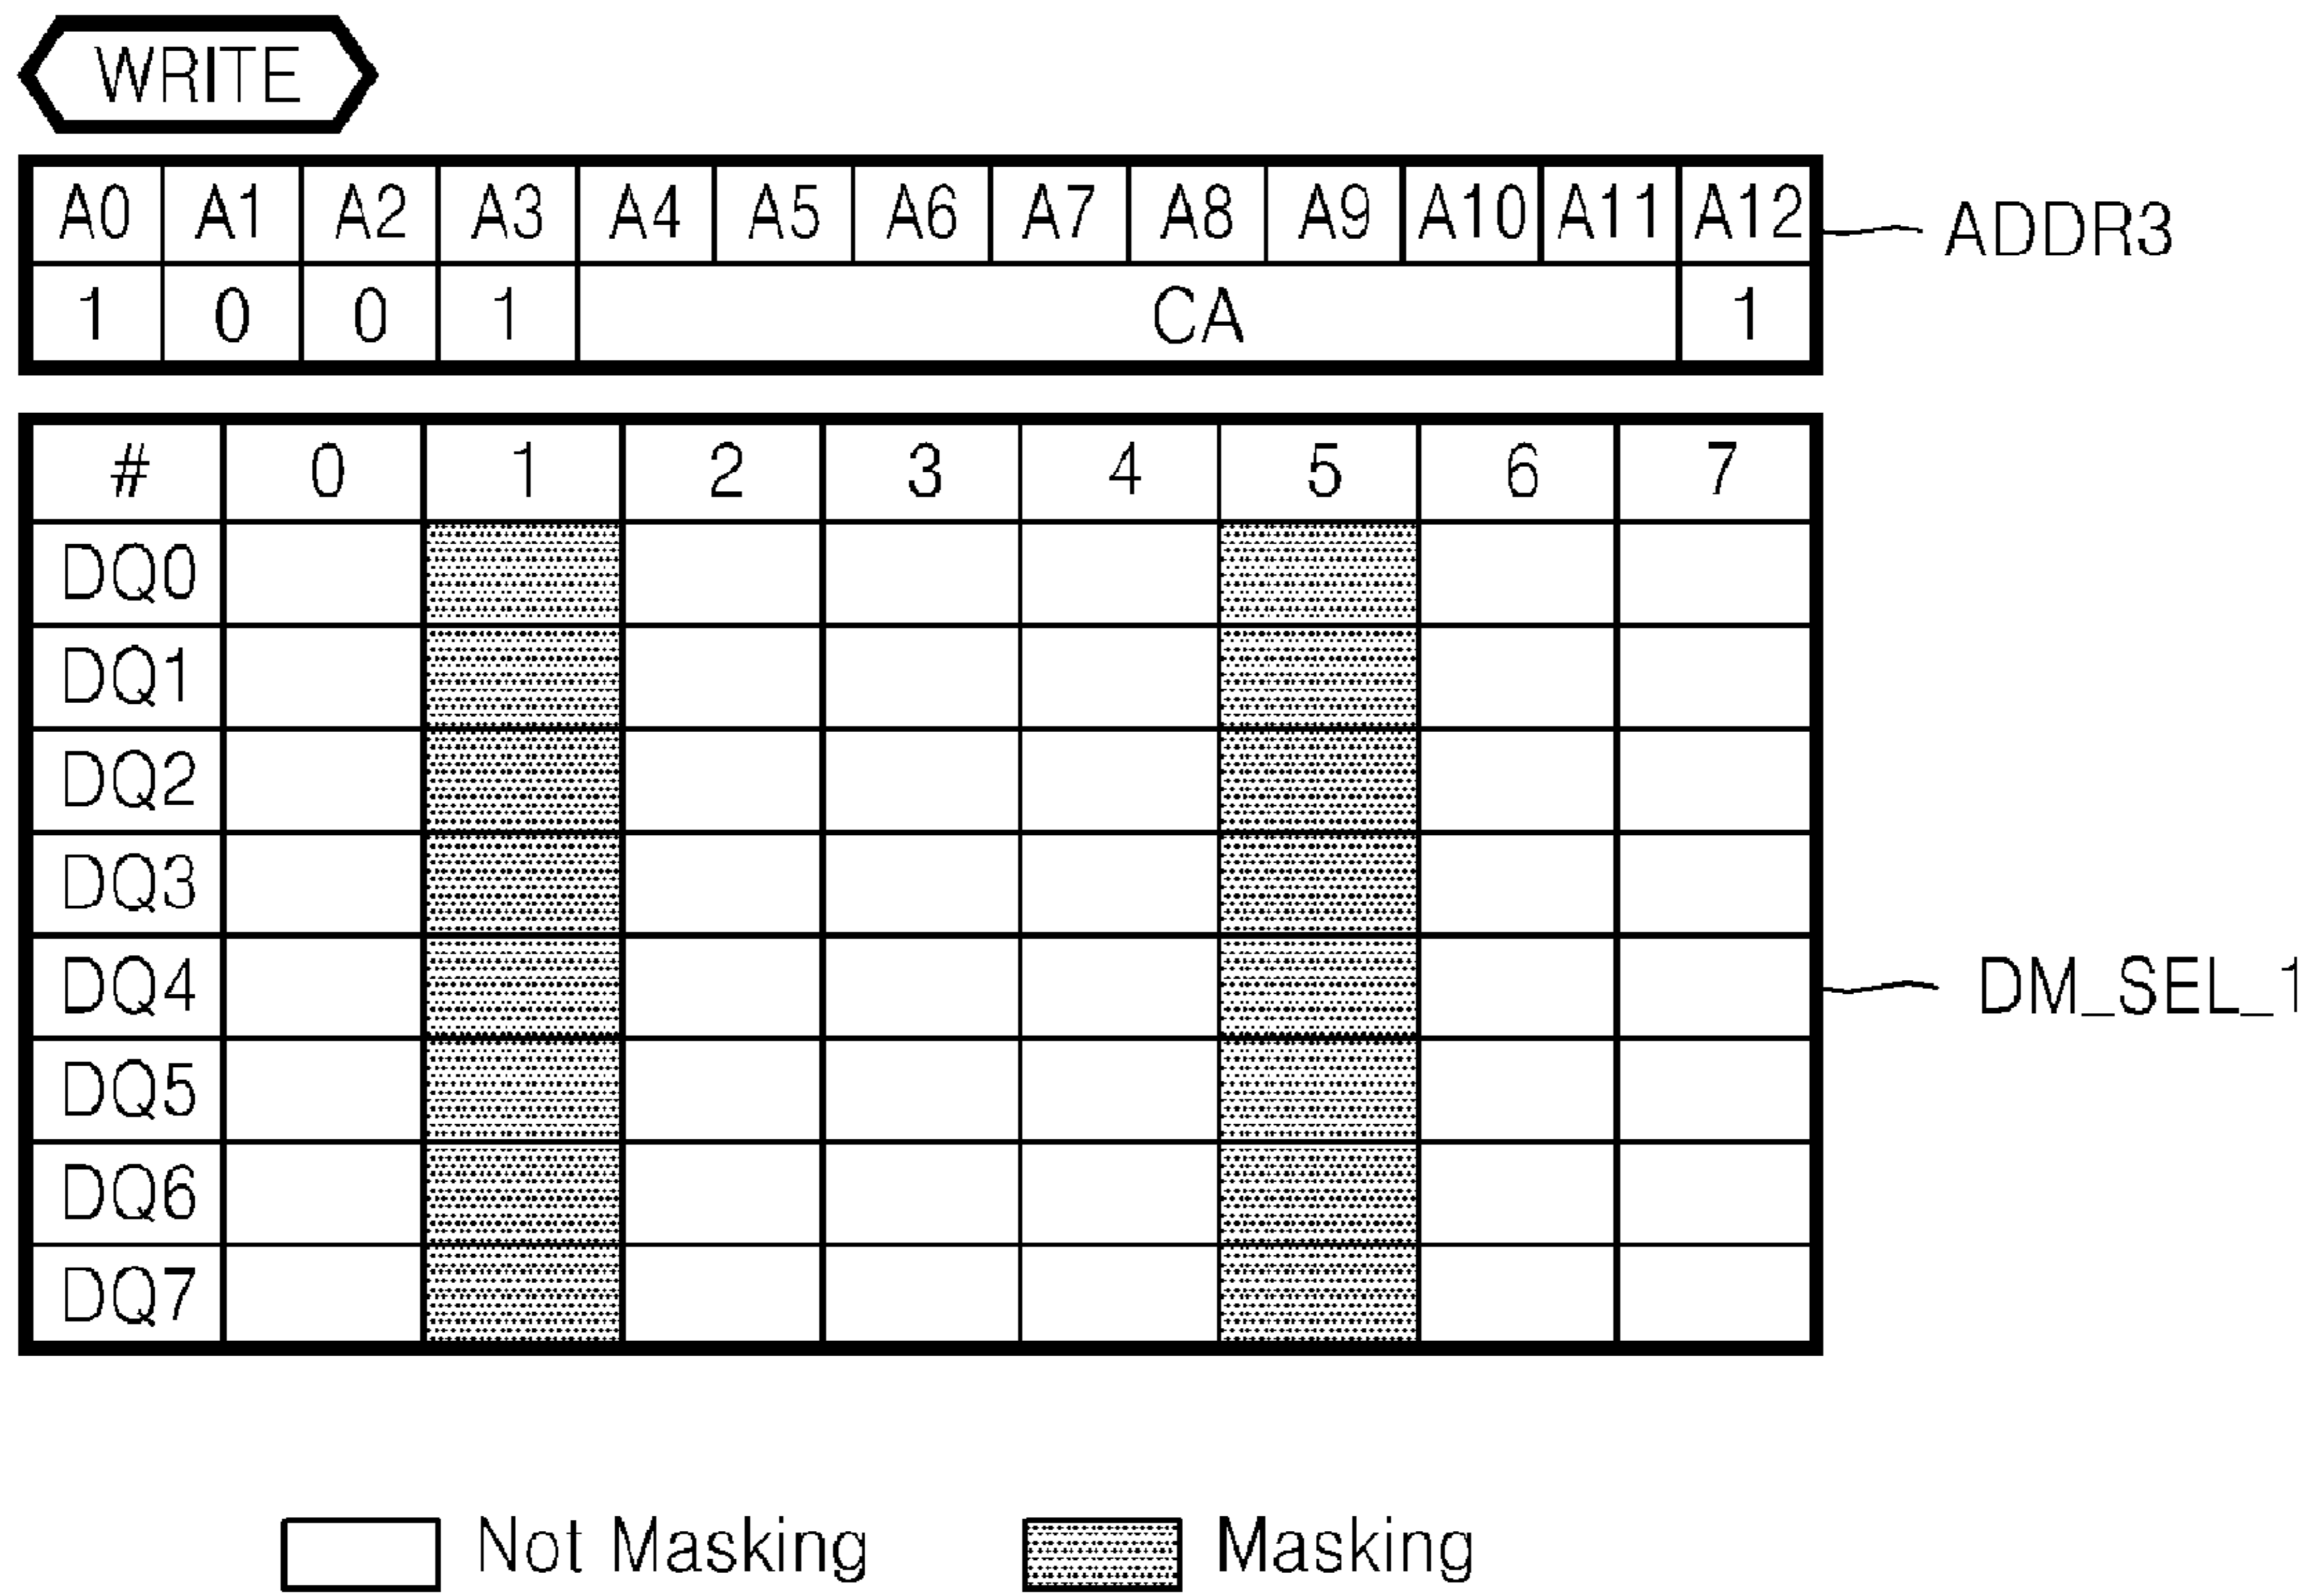 WRITE
A0 A1 A2 A3 A4 A5 A6 A7 A8 A9 A10 A11 A12 ADDR3
1 0 0 1 CA 1
# 0 1 2 3 4 5 6 7
DQ0
DQ1
DQ2
DQ3
DQ4 DM_SEL_1
DQ5
DQ6
DQ7
Not Masking Masking